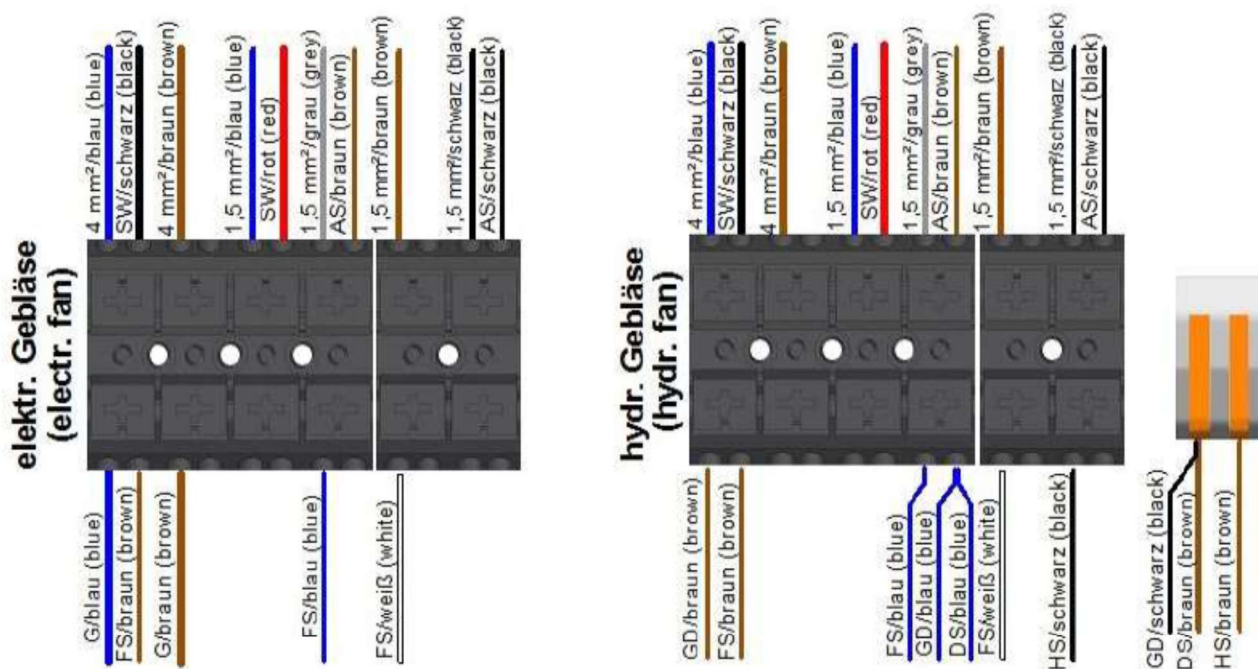 elektr. Gebläse
(electr. fan)
4 mm²/blau (blue)
SW/schwarz (black)
4 mm²/braun (brown)
1,5 mm²/blau (blue)
SW/rot (red)
1,5 mm²/grau (grey)
AS/braun (brown)
1,5 mm²/braun (brown)
1,5 mm²/schwarz (black)
AS/schwarz (black)
G/blau (blue)
FS/braun (brown)
G/braun (brown)
FS/blau (blue)
FS/weiß (white)
hydr. Gebläse
(hydr. fan)
4 mm²/blau (blue)
SW/schwarz (black)
4 mm²/braun (brown)
1,5 mm²/blau (blue)
SW/rot (red)
1,5 mm²/grau (grey)
AS/braun (brown)
1,5 mm²/braun (brown)
1,5 mm²/schwarz (black)
AS/schwarz (black)
GD/braun (brown)
FS/braun (brown)
FS/blau (blue)
GD/blau (blue)
DS/blau (blue)
FS/weiß (white)
HS/schwarz (black)
GD/schwarz (black)
DS/braun (brown)
HS/braun (brown)